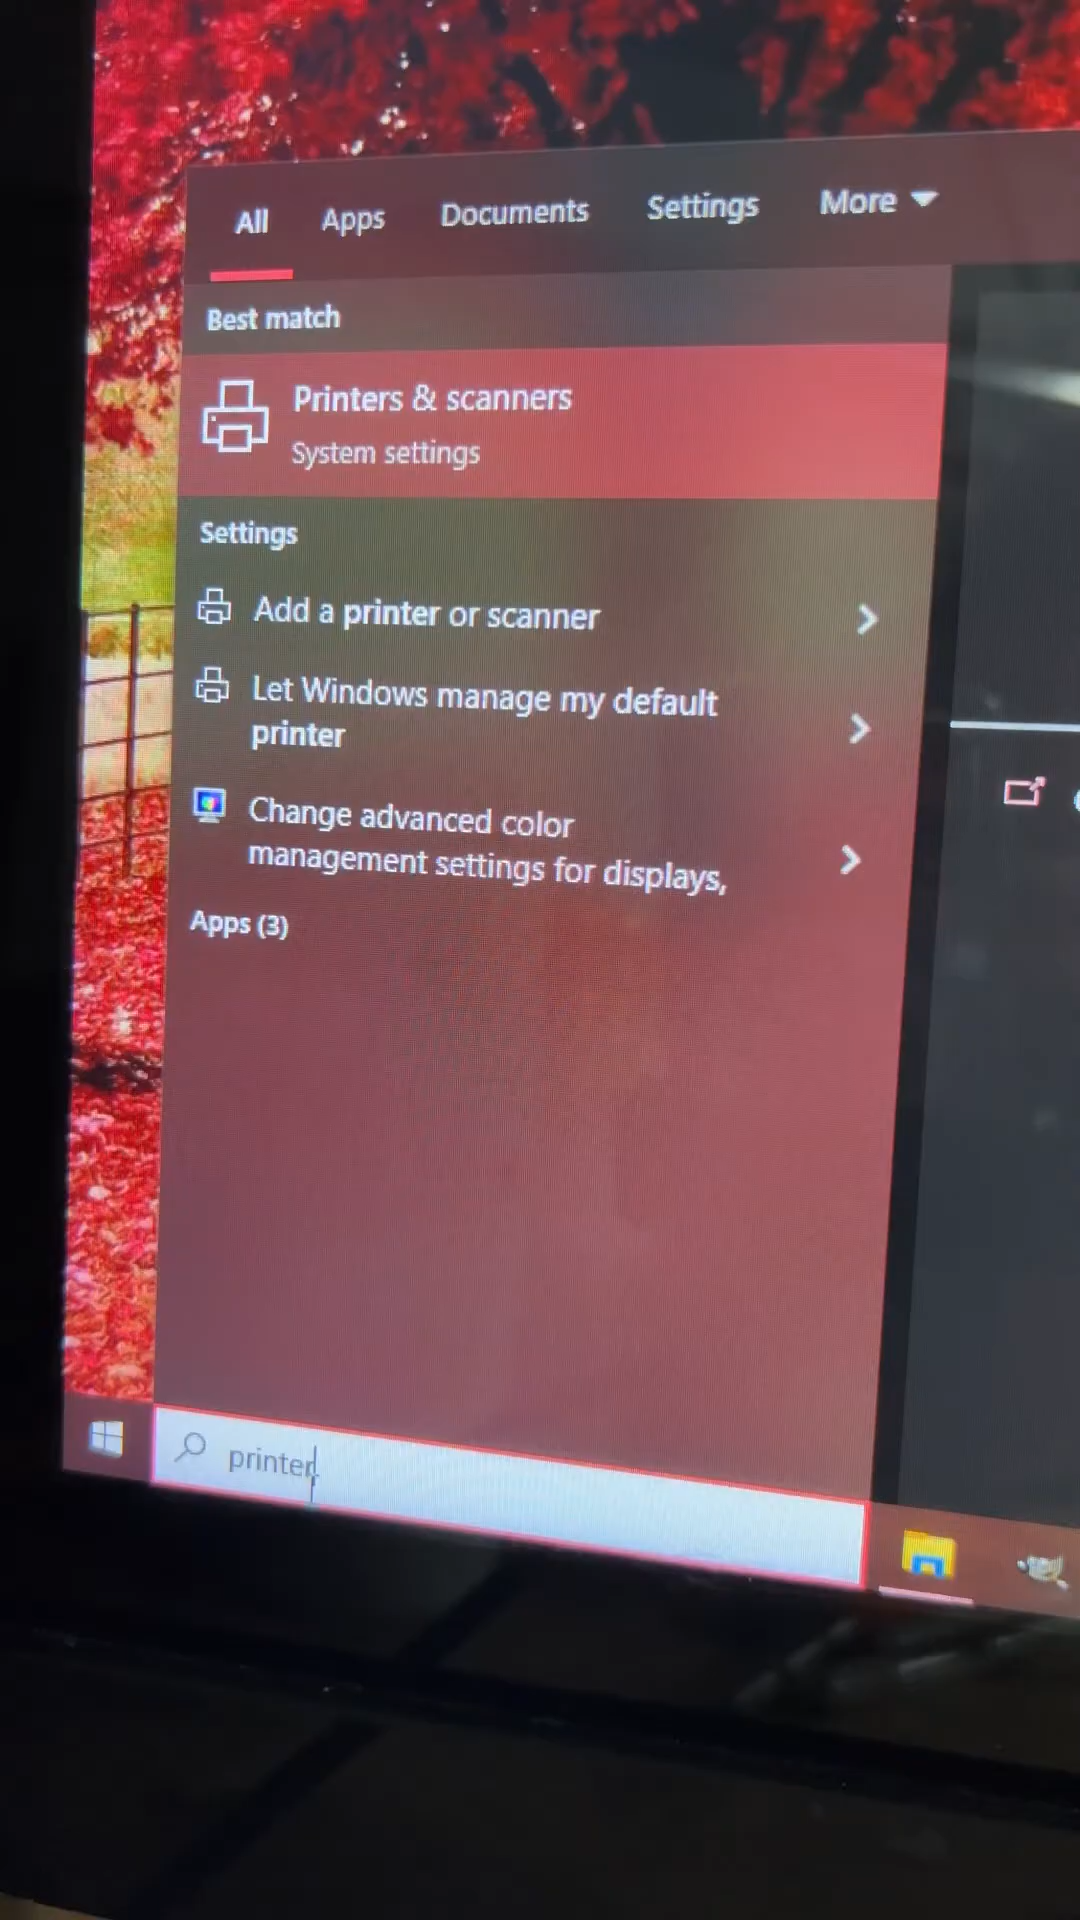 All Apps Documents Settings More
Best match
Printers & scanners
System settings
Settings
Add a printer or scanner
Let Windows manage my default
printer
Change advanced color
management settings for displays,
Apps (3)
printer